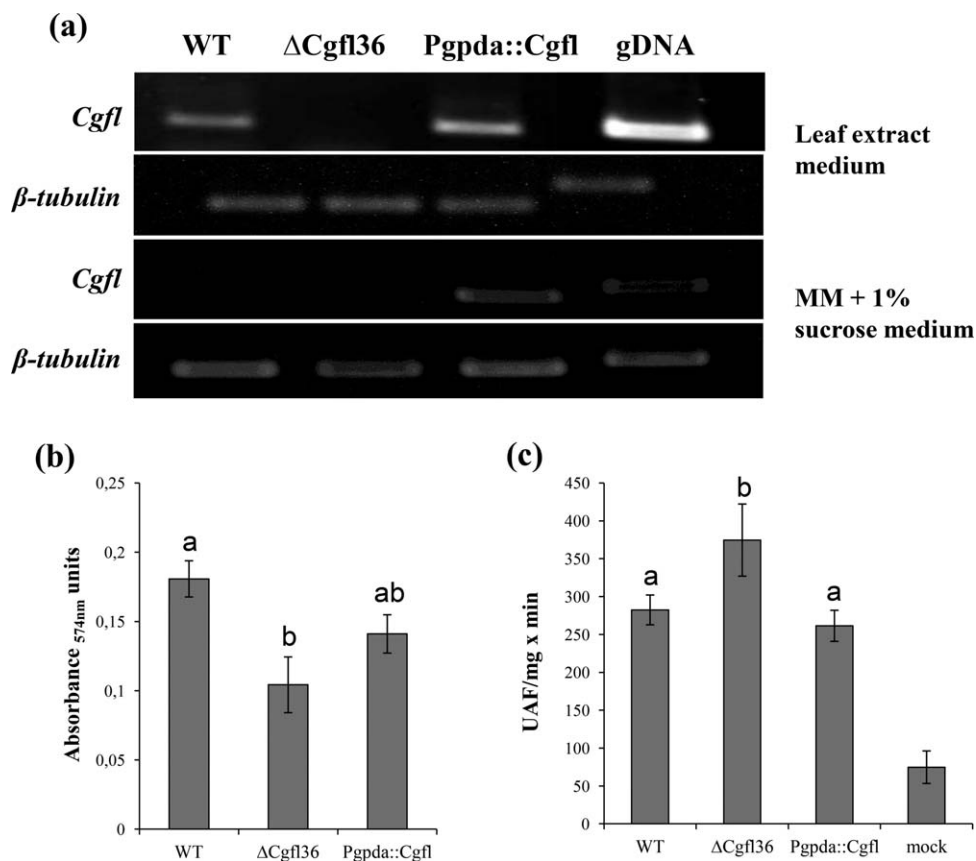 (a)
WT ΔCgfl36 Pgpda::Cgfl gDNA
Cgfl
β-tubulin
Leaf extract
medium
Cgfl
β-tubulin
MM + 1%
sucrose medium
(b)
Absorbance 574nm units
0,25
0,2
0,15
0,1
0,05
0
a
b
ab
WT ΔCgfl36 Pgpda::Cgfl
(c)
UAF/mg x min
450
400
350
300
250
200
150
100
50
0
a
b
a
WT ΔCgfl36 Pgpda::Cgfl mock